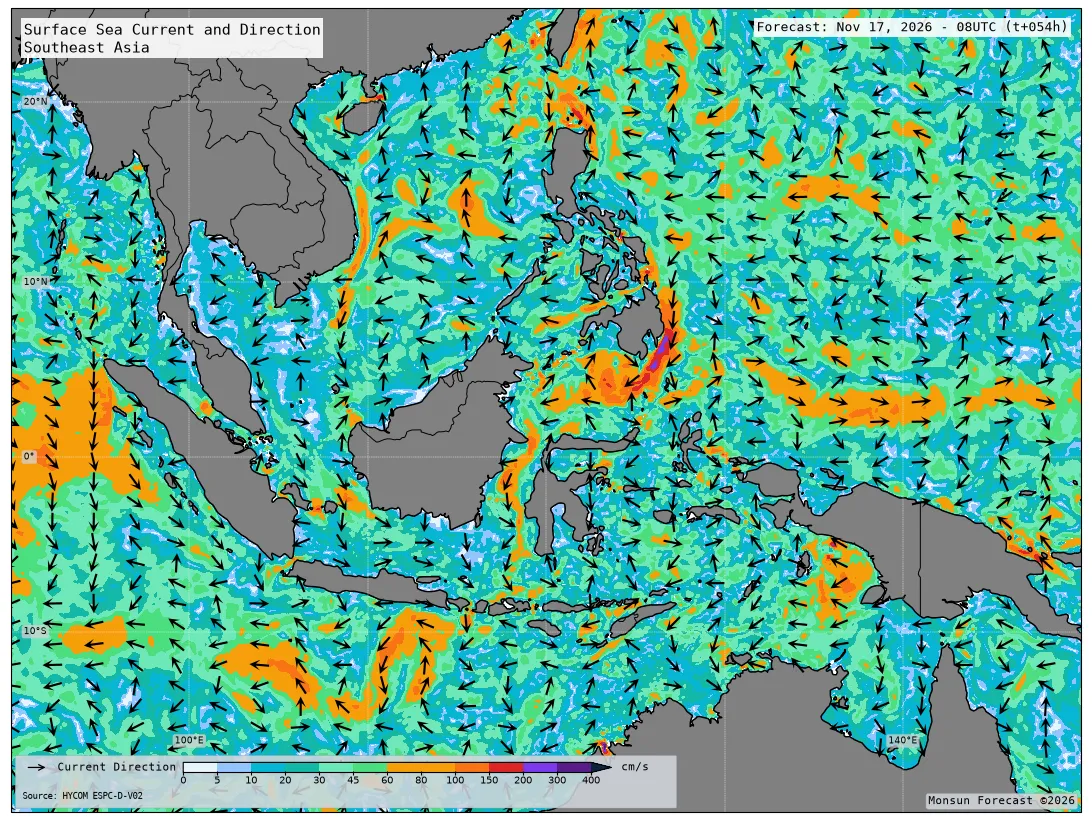 Surface Sea Current and Direction
Southeast Asia
Forecast: Nov 17, 2026 - 08UTC (t+054h)
20°N
10°N
0°
10°S
100°E
140°E
Current Direction
cm/s
0 5 10 20 30 45 60 80 100 150 200 300 400
Source: HYCOM ESPC-D-V02
Monsun Forecast ©2026